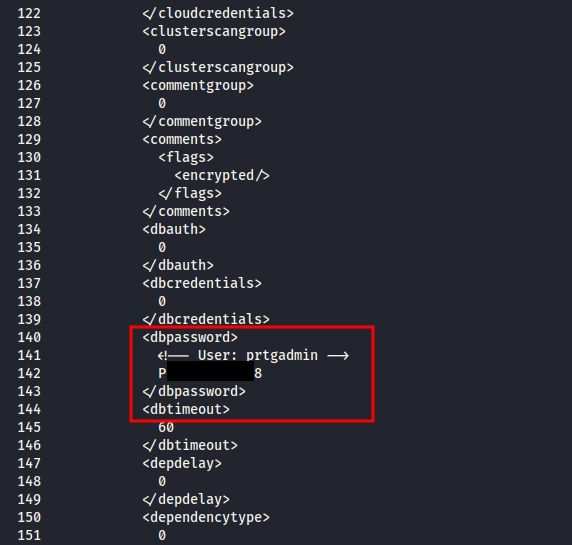 122 </cloudcredentials>
123 <clusterscangroup>
124 0
125 </clusterscangroup>
126 <commentgroup>
127 0
128 </commentgroup>
129 <comments>
130 <flags>
131 <encrypted/>
132 </flags>
133 </comments>
134 <dbauth>
135 0
136 </dbauth>
137 <dbcredentials>
138 0
139 </dbcredentials>
140 <dbpassword>
141 <!-- User: prtgadmin -->
142 P 8
143 </dbpassword>
144 <dbtimeout>
145 60
146 </dbtimeout>
147 <depdelay>
148 0
149 </depdelay>
150 <dependencytype>
151 0